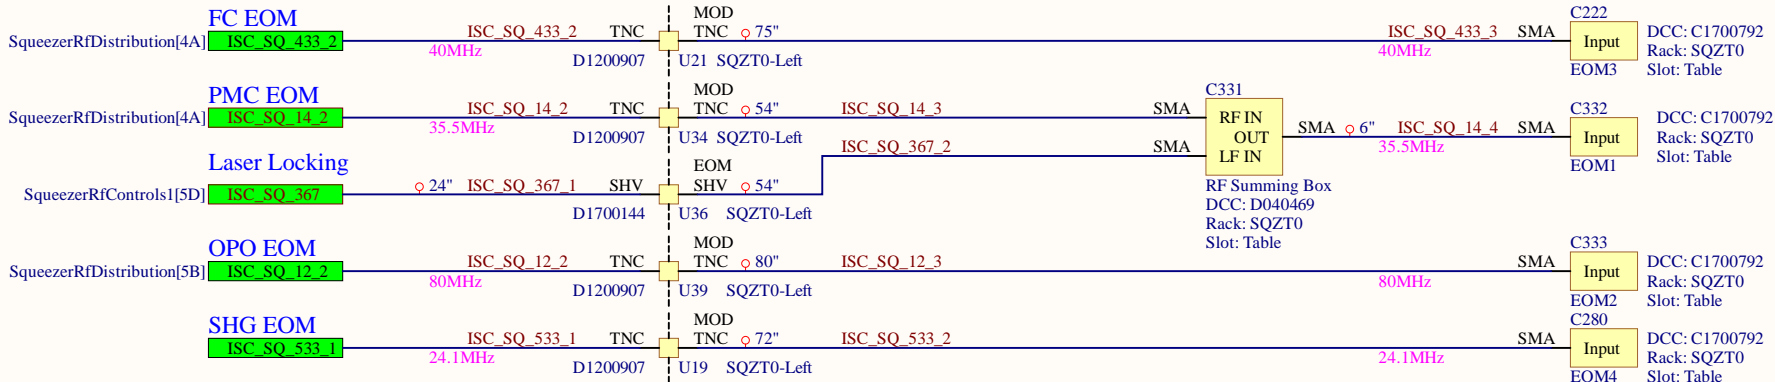 FC EOM
SqueezerRfDistribution[4A] ISC_SQ_433_2 ISC_SQ_433_2 TNC
40MHz
D1200907
MOD
TNC 75"
U21 SQZT0-Left
ISC_SQ_433_3 SMA
40MHz
C222
Input
EOM3
DCC: C1700792
Rack: SQZT0
Slot: Table
PMC EOM
SqueezerRfDistribution[4A] ISC_SQ_14_2 ISC_SQ_14_2 TNC
35.5MHz
D1200907
MOD
TNC 54" ISC_SQ_14_3 SMA
U34 SQZT0-Left
Laser Locking
SqueezerRfControls1[5D] ISC_SQ_367 24" ISC_SQ_367_1 SHV
D1700144
EOM
SHV 54"
U36 SQZT0-Left
ISC_SQ_367_2 SMA
C331
RF IN
OUT
LF IN
RF Summing Box
DCC: D040469
Rack: SQZT0
Slot: Table
SMA 6" ISC_SQ_14_4 SMA
35.5MHz
C332
Input
EOM1
DCC: C1700792
Rack: SQZT0
Slot: Table
OPO EOM
SqueezerRfDistribution[5B] ISC_SQ_12_2 ISC_SQ_12_2 TNC
80MHz
D1200907
MOD
TNC 80" ISC_SQ_12_3 SMA
U39 SQZT0-Left
80MHz
C333
Input
EOM2
DCC: C1700792
Rack: SQZT0
Slot: Table
SHG EOM
ISC_SQ_533_1 ISC_SQ_533_1 TNC
24.1MHz
D1200907
MOD
TNC 72" ISC_SQ_533_2 SMA
U19 SQZT0-Left
24.1MHz
C280
Input
EOM4
DCC: C1700792
Rack: SQZT0
Slot: Table